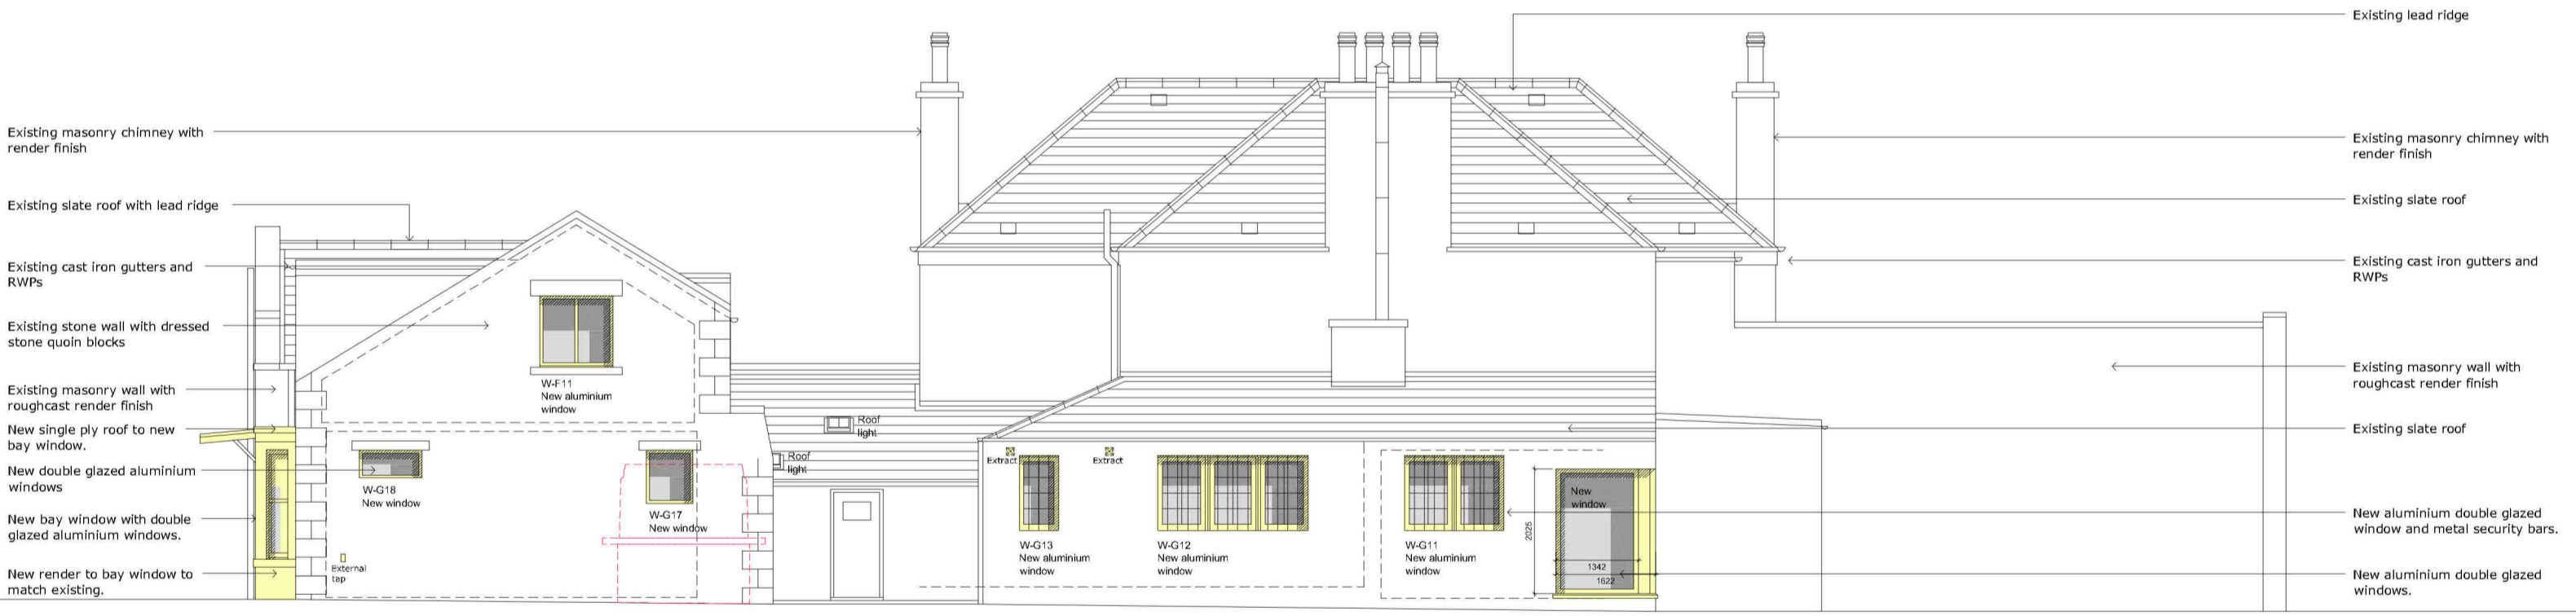 Existing masonry chimney with
render finish
Existing slate roof with lead ridge
Existing cast iron gutters and
RWPs
Existing stone wall with dressed
stone quoin blocks
Existing masonry wall with
roughcast render finish
New single ply roof to new
bay window.
New double glazed aluminium
windows
New bay window with double
glazed aluminium windows.
New render to bay window to
match existing.
W-F11
New aluminium
window
W-G18
New window
W-G17
New window
External
tap
Roof
light
Roof
light
Extract
Extract
W-G13
New aluminium
window
W-G12
New aluminium
window
W-G11
New aluminium
window
New
window
2025
1342
1622
Existing lead ridge
Existing masonry chimney with
render finish
Existing slate roof
Existing cast iron gutters and
RWPs
Existing masonry wall with
roughcast render finish
Existing slate roof
New aluminium double glazed
window and metal security bars.
New aluminium double glazed
windows.